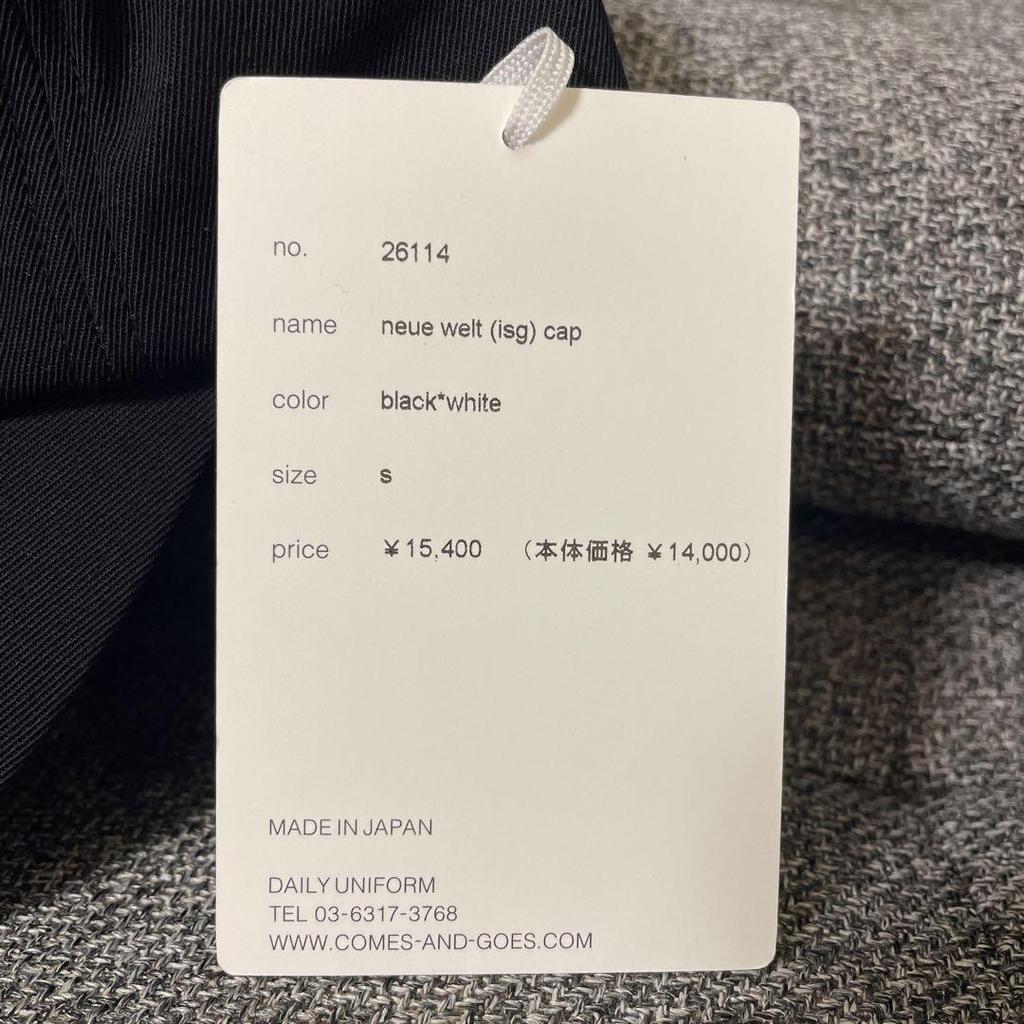 no. 26114
name neue welt (isg) cap
color black*white
size s
price ¥15,400 （本体価格 ¥14,000）
MADE IN JAPAN
DAILY UNIFORM
TEL 03-6317-3768
WWW.COMES-AND-GOES.COM